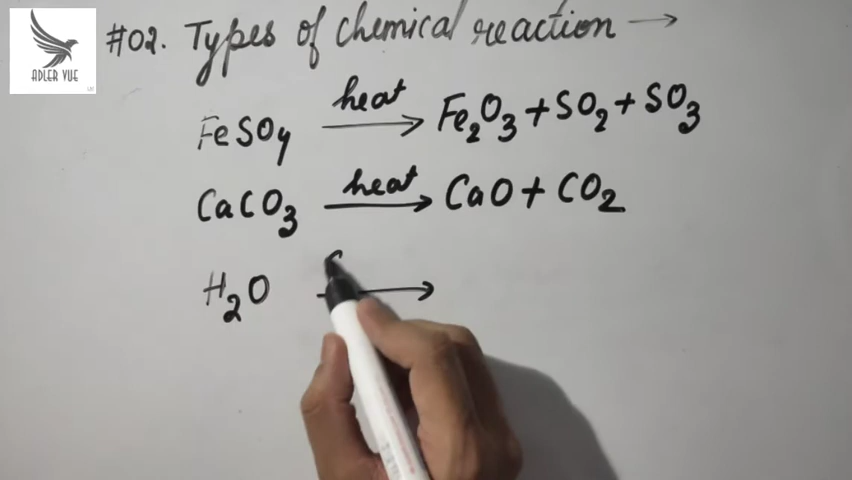 ADLER VUE
#02. Types of chemical reaction →
FeSO4 heat → Fe2O3 + SO2 + SO3
CaCO3 heat → CaO + CO2
H2O →